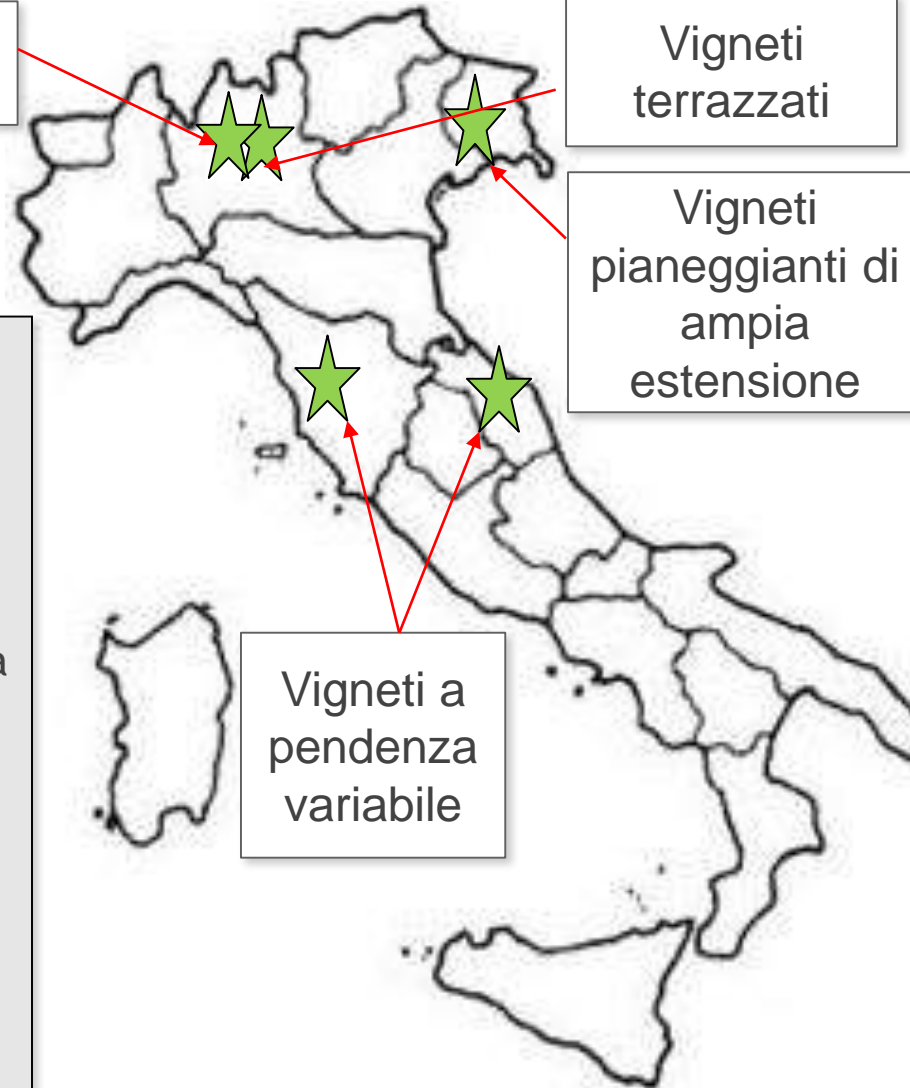 Vigneti
terrazzati
Vigneti
pianeggianti di
ampia
estensione
Vigneti a
pendenza
variabile